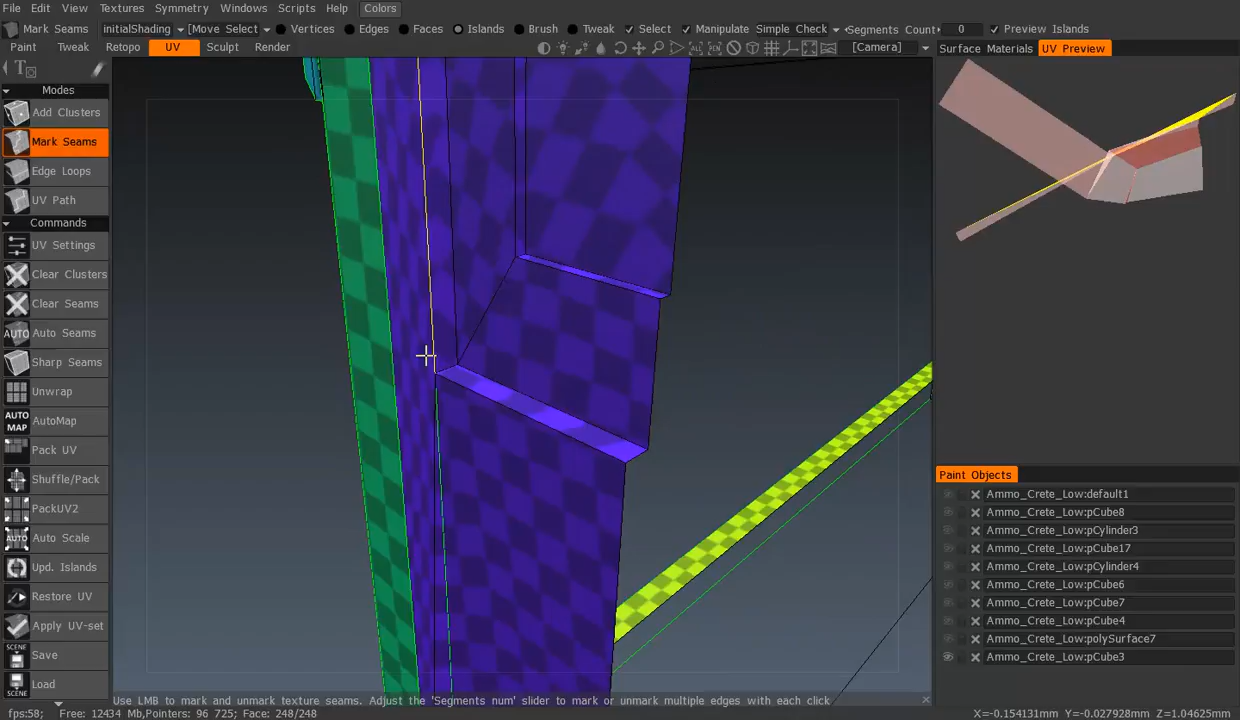 File Edit View Textures Symmetry Windows Scripts Help Colors
Mark Seams initialShading [Move Select] Vertices Edges Faces Islands Brush Tweak Select Manipulate Simple Check Segments Count 0 Preview Islands
Paint Tweak Retopo UV Sculpt Render [Camera] Surface Materials UV Preview
Modes
Add Clusters
Mark Seams
Edge Loops
UV Path
Commands
UV Settings
Clear Clusters
Clear Seams
AUTO Auto Seams
Sharp Seams
Unwrap
AUTO MAP AutoMap
Pack UV
Shuffle/Pack
PackUV2
AUTO Auto Scale
Upd. Islands
Restore UV
Apply UV-set
SCENE Save
Load
SCENE
Paint Objects
Ammo_Crete_Low:default1
Ammo_Crete_Low:pCube8
Ammo_Crete_Low:pCylinder3
Ammo_Crete_Low:pCube17
Ammo_Crete_Low:pCylinder4
Ammo_Crete_Low:pCube6
Ammo_Crete_Low:pCube7
Ammo_Crete_Low:pCube4
Ammo_Crete_Low:polySurface7
Ammo_Crete_Low:pCube3
Use LMB to mark and unmark texture seams. Adjust the 'Segments num' slider to mark or unmark multiple edges with each click
fps:58; Free: 12434 Mb,Pointers: 96 725; Face: 248/248 X=-0.154131mm Y=-0.027928mm Z=1.04625mm